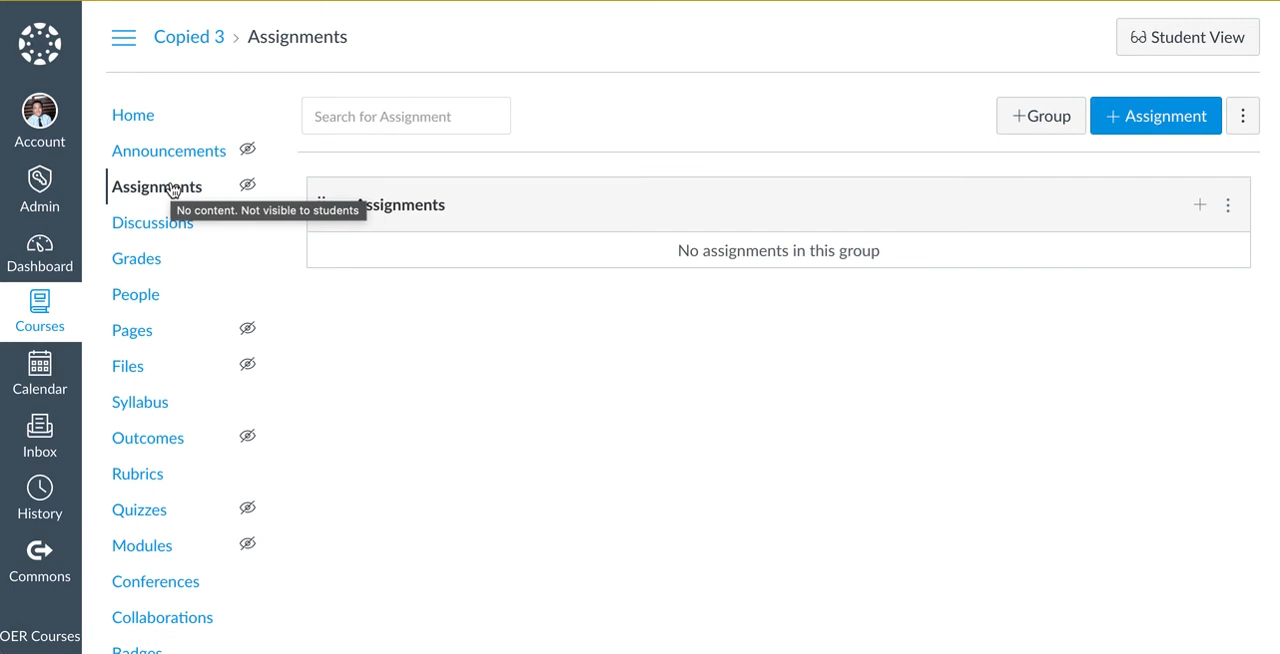 Copied 3 > Assignments
Student View
Account
Admin
Dashboard
Courses
Calendar
Inbox
History
Commons
OER Courses
Home
Announcements
Assignments
No content. Not visible to students
Discussions
Grades
People
Pages
Files
Syllabus
Outcomes
Rubrics
Quizzes
Modules
Conferences
Collaborations
Badges
Search for Assignment
+Group
+ Assignment
Assignments
No assignments in this group